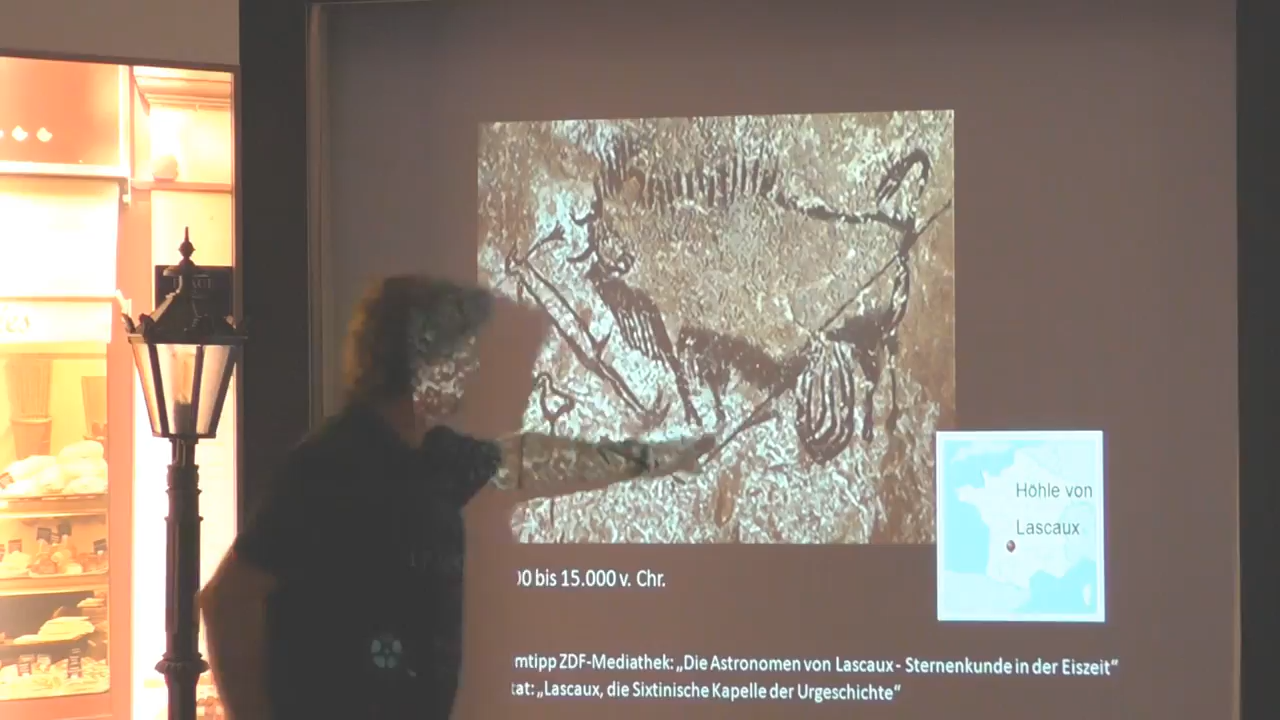 Höhle von
Lascaux
00 bis 15.000 v. Chr.
mtipp ZDF-Mediathek: „Die Astronomen von Lascaux - Sternenkunde in der Eiszeit“
tat: „Lascaux, die Sixtinische Kapelle der Urgeschichte“